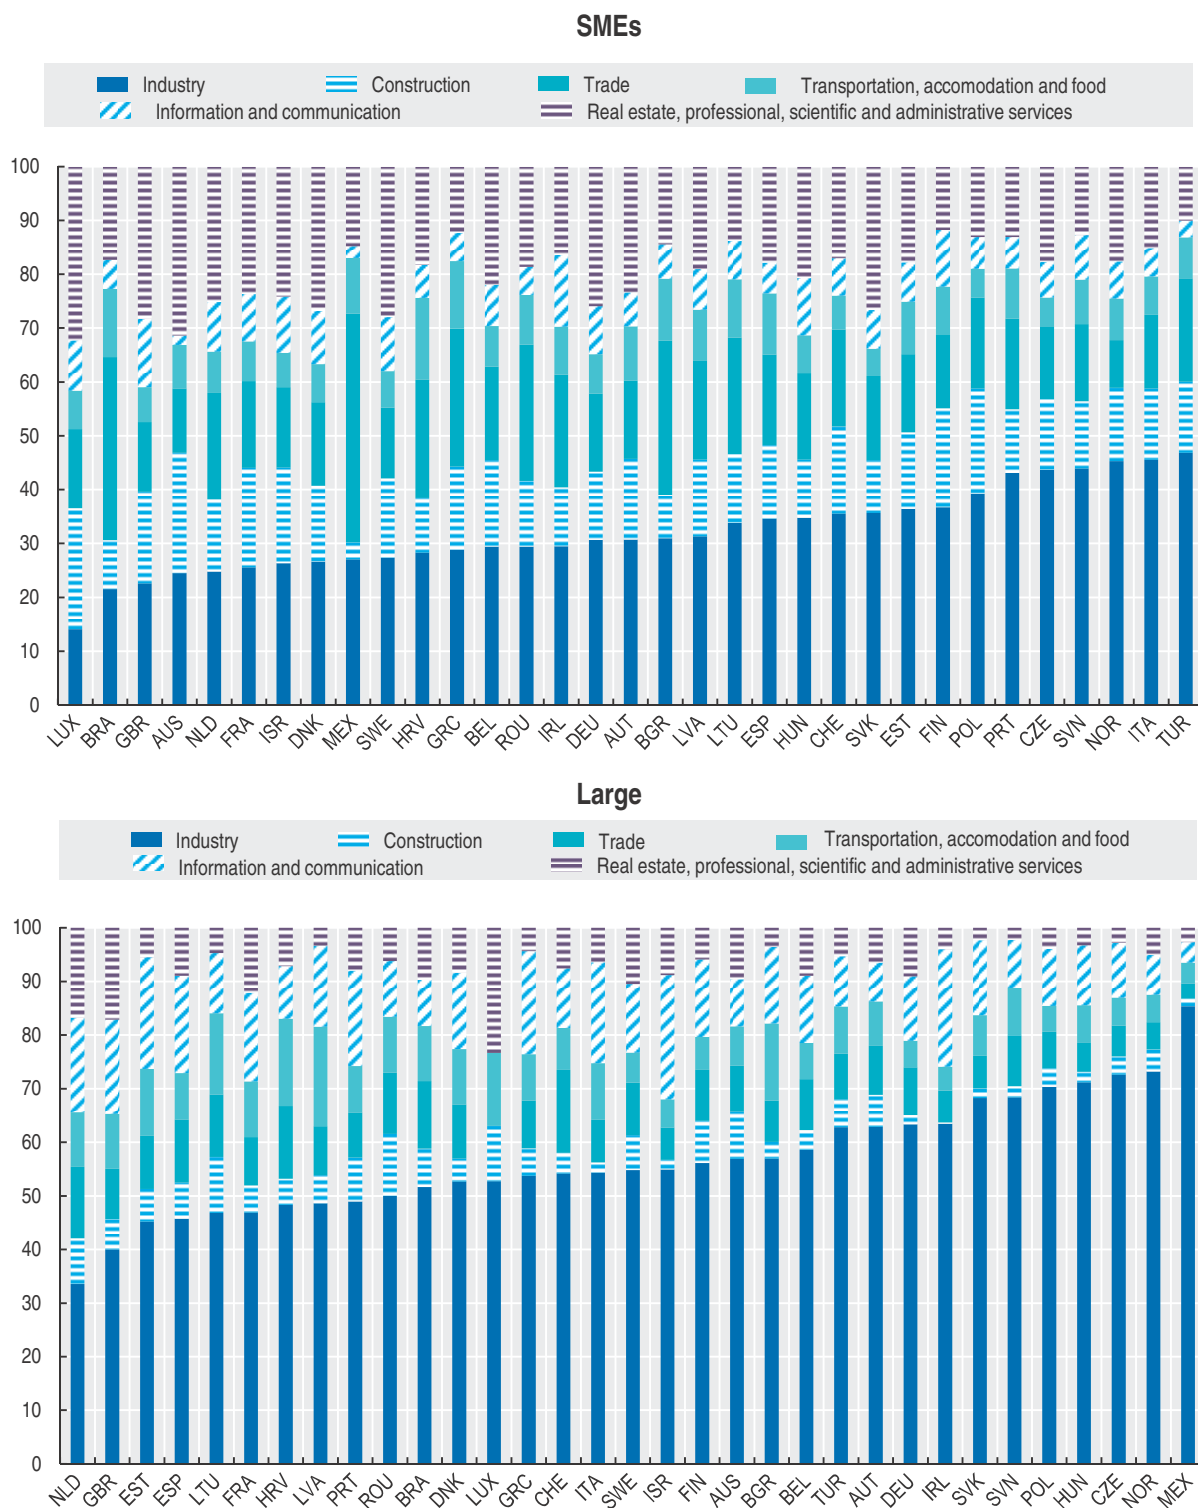 SMEs
Industry Construction Trade Transportation, accomodation and food
Information and communication Real estate, professional, scientific and administrative services
100
90
80
70
60
50
40
30
20
10
0
LUX BRA GBR AUS NLD FRA ISR DNK MEX SWE HRV GRC BEL ROU IRL DEU AUT BGR LVA LTU ESP HUN CHE SVK EST FIN POL PRT CZE SVN NOR ITA TUR
Large
Industry Construction Trade Transportation, accomodation and food
Information and communication Real estate, professional, scientific and administrative services
100
90
80
70
60
50
40
30
20
10
0
NLD GBR EST ESP LTU FRA HRV LVA PRT ROU BRA DNK LUX GRC CHE ITA SWE ISR FIN AUS BGR BEL TUR AUT DEU IRL SVK SVN POL HUN CZE NOR MEX